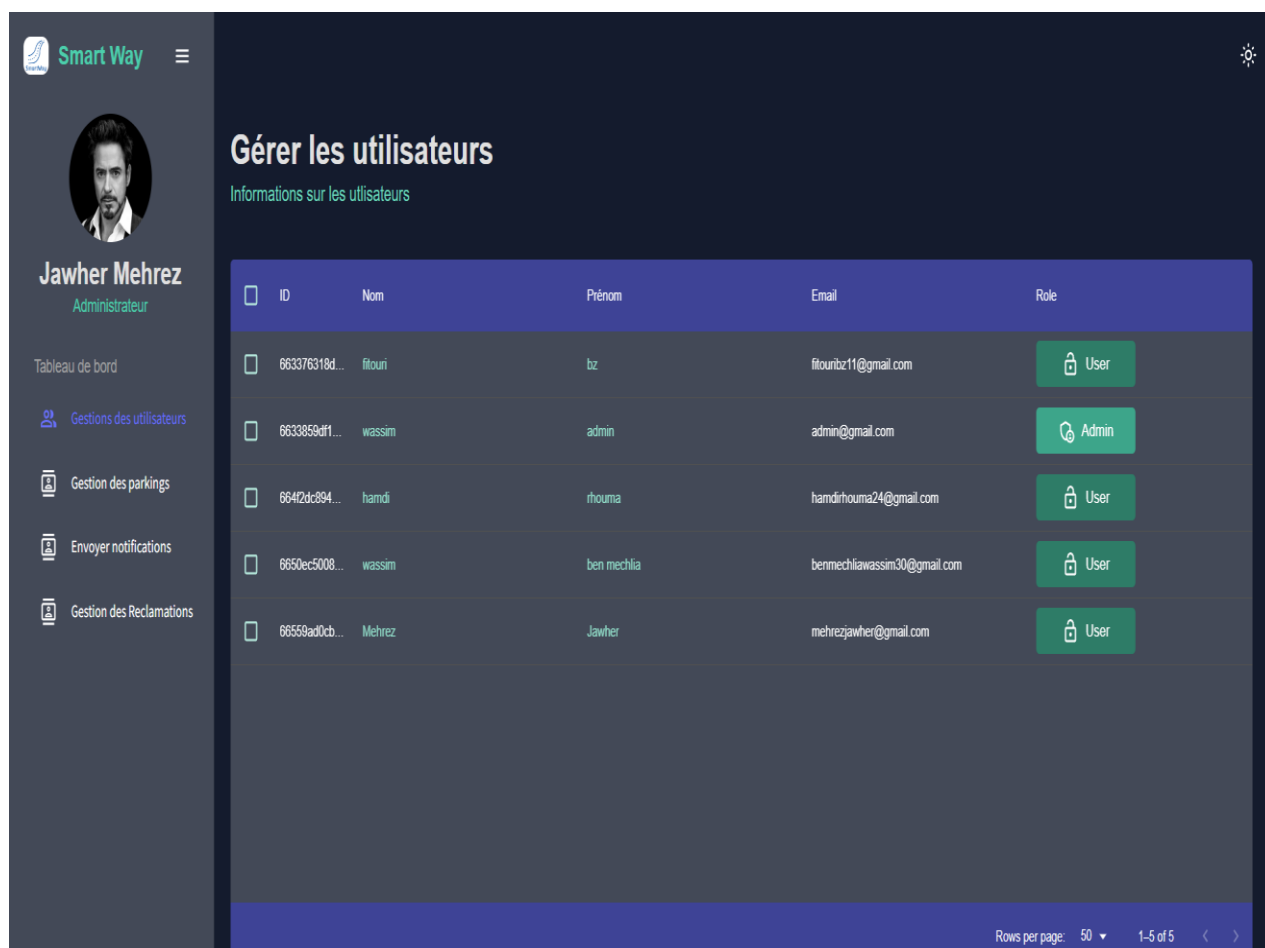 Smart Way
Jawher Mehrez
Administrateur
Tableau de bord
Gestions des utilisateurs
Gestion des parkings
Envoyer notifications
Gestion des Reclamations
Gérer les utilisateurs
Informations sur les utlisateurs
ID Nom Prénom Email Role
663376318d... fitouri bz fitouribz11@gmail.com User
6633859df1... wassim admin admin@gmail.com Admin
664f2dc894... hamdi rhouma hamdirhouma24@gmail.com User
6650ec5008... wassim ben mechlia benmechliawassim30@gmail.com User
66559ad0cb... Mehrez Jawher mehrezjawher@gmail.com User
Rows per page: 50 1–5 of 5